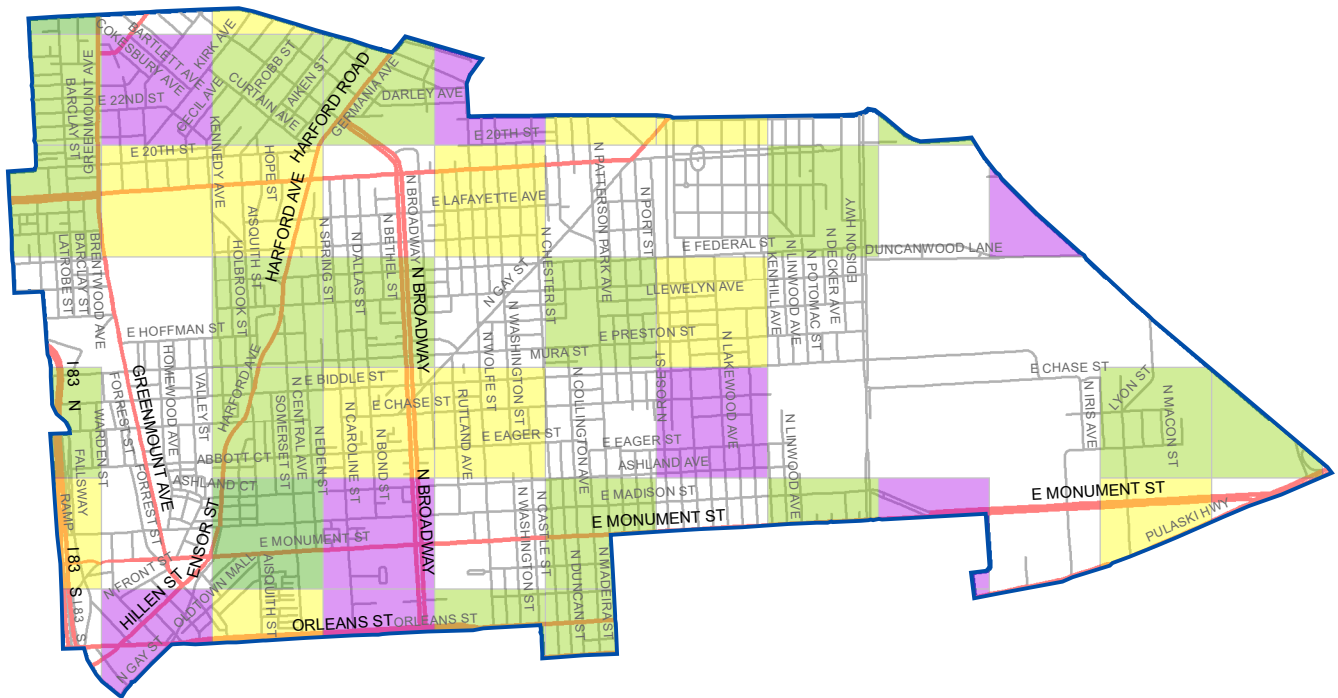 COKESBURY AVE
BARTLETT AVE
KIRK AVE
ROBB ST
AIKEN ST
CURTAIN AVE
CECIL AVE
E 22ND ST
GREENMOUNT AVE
BARCLAY ST
HARFORD ROAD
GERMANIA AVE
DARLEY AVE
E 20TH ST
E 20TH ST
KENNEDY AVE
HOPE ST
AISQUITH ST
HARFORD AVE
N BROADWAY
E LAFAYETTE AVE
N PATTERSON PARK AVE
N PORT ST
E FEDERAL ST
DUNCANWOOD LANE
EDISON HWY
N DECKER AVE
N POTOMAC ST
N LINWOOD AVE
KENHILL AVE
BRENTWOOD AVE
BARCLAY ST
LATROBE ST
HOLBROOK ST
N SPRING ST
N DALLAS ST
N BETHEL ST
N BROADWAY
N GAY ST
N CHESTER ST
LLEWELYN AVE
E HOFFMAN ST
E PRESTON ST
MURA ST
N WASHINGTON ST
N WOLFE ST
N LAKEWOOD AVE
N ROSE ST
I 83 N
GREENMOUNT AVE
FORREST ST
HOMEWOOD AVE
VALLEY ST
HARFORD AVE
E BIDDLE ST
E CHASE ST
E CHASE ST
N IRIS AVE
LYON ST
N MACON ST
WARDEN ST
FALLSWAY
N CENTRAL AVE
SOMERSET ST
N EDEN ST
N CAROLINE ST
N BOND ST
RUTLAND AVE
E EAGER ST
E EAGER ST
N COLLINGTON AVE
ASHLAND AVE
N LINWOOD AVE
ABBOTT CT
ASHLAND CT
FORREST ST
ENSOR ST
E MADISON ST
E MONUMENT ST
E MONUMENT ST
E MONUMENT ST
PULASKI HWY
RAMP
I 83 S
I 83 S
N FRONT ST
HILLEN ST
OLDTOWN MALL
AISQUITH ST
N BROADWAY
N WASHINGTON ST
N CASTLE ST
N DUNCAN ST
N MADEIRA ST
ORLEANS ST
ORLEANS ST
N GAY ST